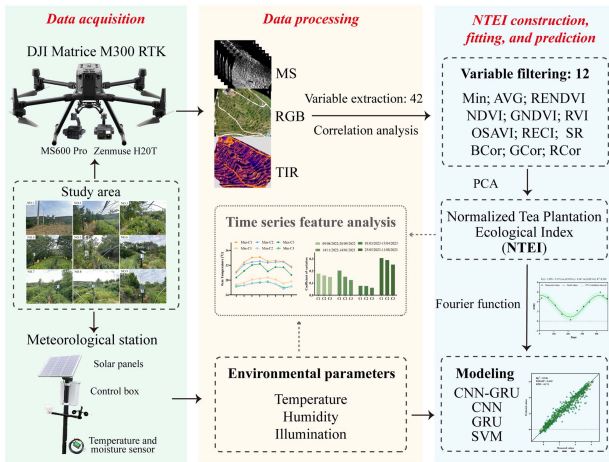 Data acquisition
DJI Matrice M300 RTK
MS600 Pro Zenmuse H20T
Study area
Meteorological station
Solar panels
Control box
Temperature and
moisture sensor
Data processing
MS
RGB
TIR
Variable extraction: 42
Correlation analysis
Time series feature analysis
Environmental parameters
Temperature
Humidity
Illumination
NTEI construction,
fitting, and prediction
Variable filtering: 12
Min; AVG; RENDVI
NDVI; GNDVI; RVI
OSAVI; RECI; SR
BCor; GCor; RCor
PCA
Normalized Tea Plantation
Ecological Index
(NTEI)
Fourier function
Modeling
CNN-GRU
CNN
GRU
SVM